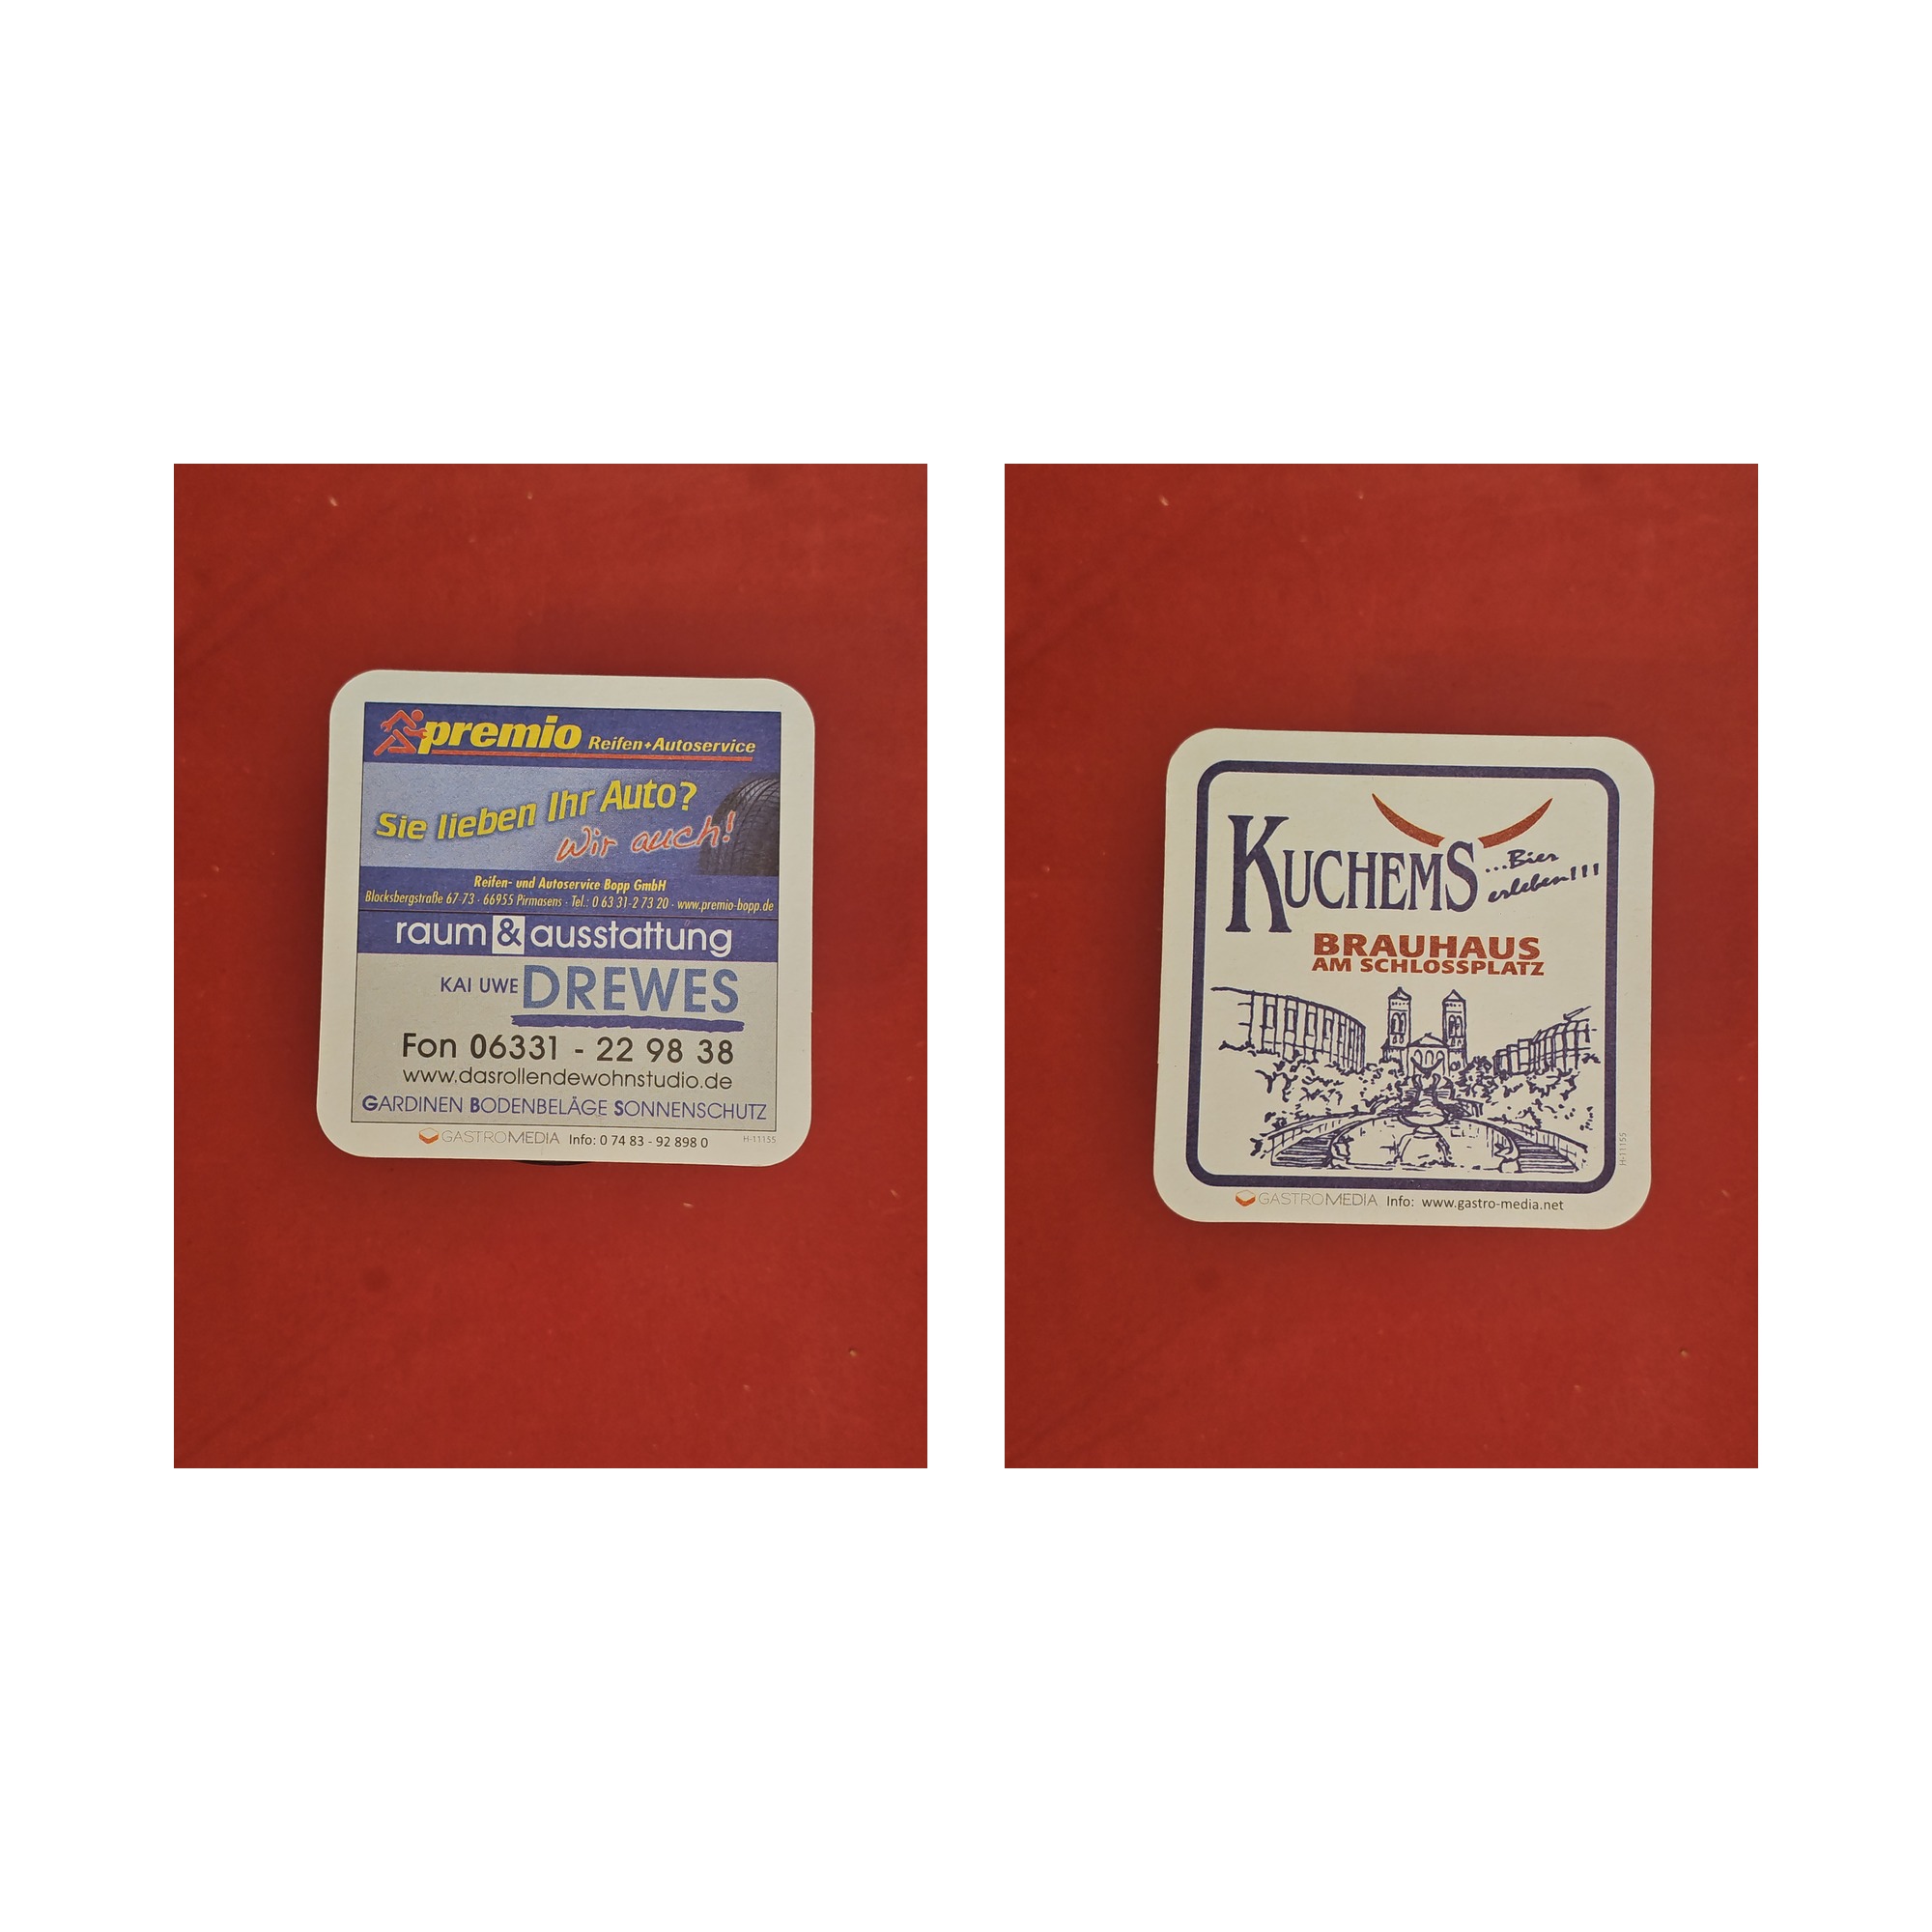 premio Reifen+Autoservice
Sie lieben Ihr Auto?
Wir auch!
Reifen- und Autoservice Bopp GmbH
Blocksbergstraße 67-73 · 66955 Pirmasens · Tel.: 0 63 31-2 73 20 · www.premio-bopp.de
raum & ausstattung
KAI UWE DREWES
Fon 06331 - 22 98 38
www.dasrollendewohnstudio.de
GARDINEN BODENBELÄGE SONNENSCHUTZ
GASTROMEDIA Info: 0 74 83 - 92 898 0
H-11155
KUCHEMS
...Bier
erleben!!!
BRAUHAUS
AM SCHLOSSPLATZ
H-11155
GASTROMEDIA Info: www.gastro-media.net